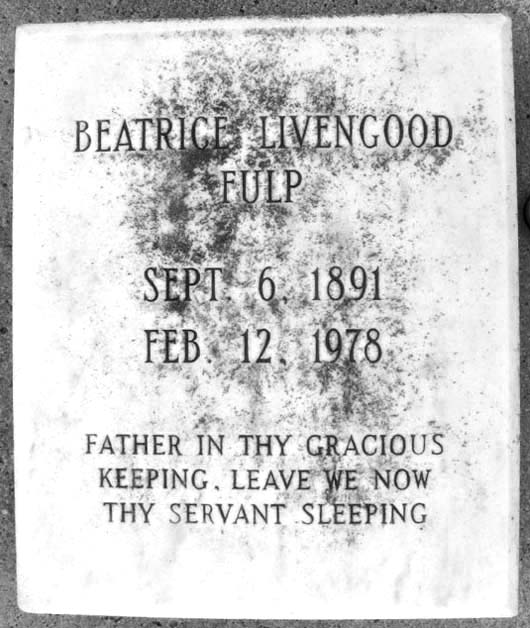 BEATRICE LIVENGOOD
FULP
SEPT. 6, 1891
FEB. 12, 1978
FATHER IN THY GRACIOUS
KEEPING, LEAVE WE NOW
THY SERVANT SLEEPING